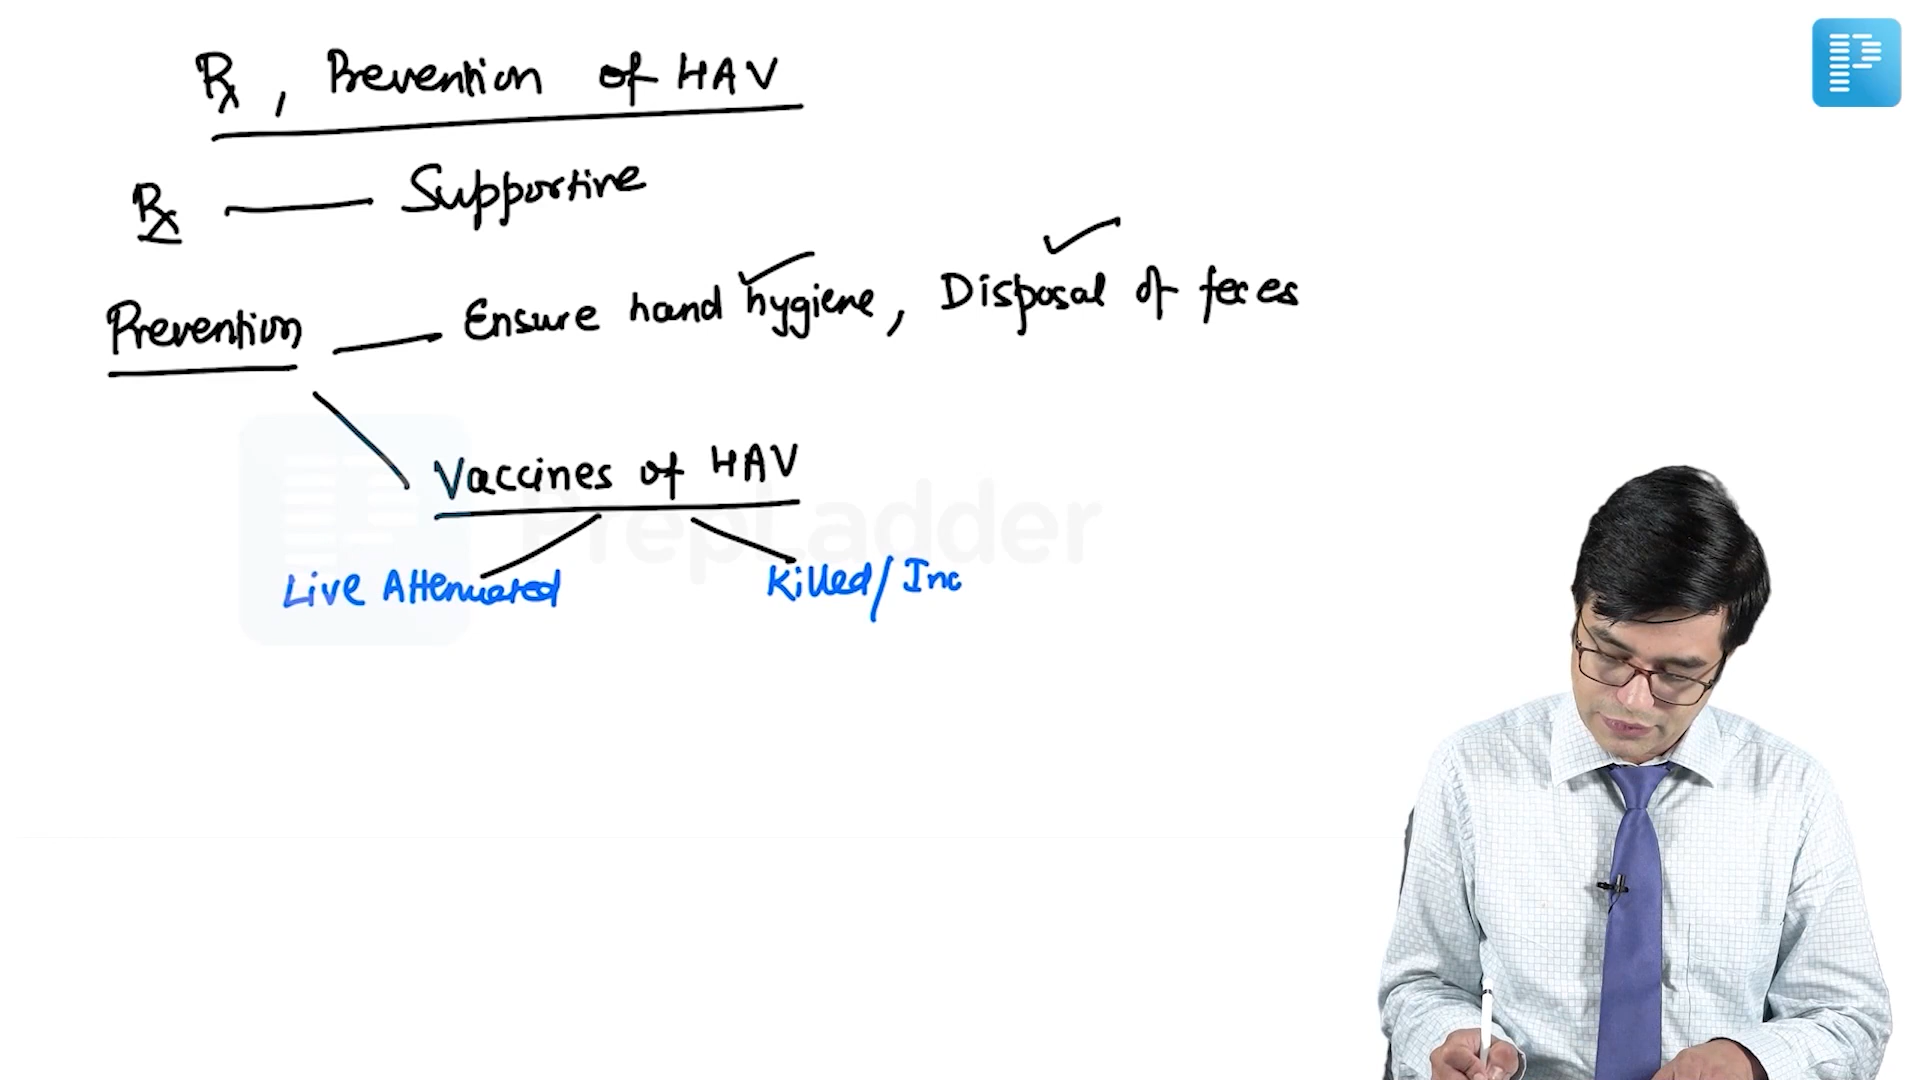 Rx, Prevention of HAV
Rx — Supportive
Prevention — Ensure hand hygiene, Disposal of feces
Vaccines of HAV
PrepLadder
Live Attenuated Killed/Inc